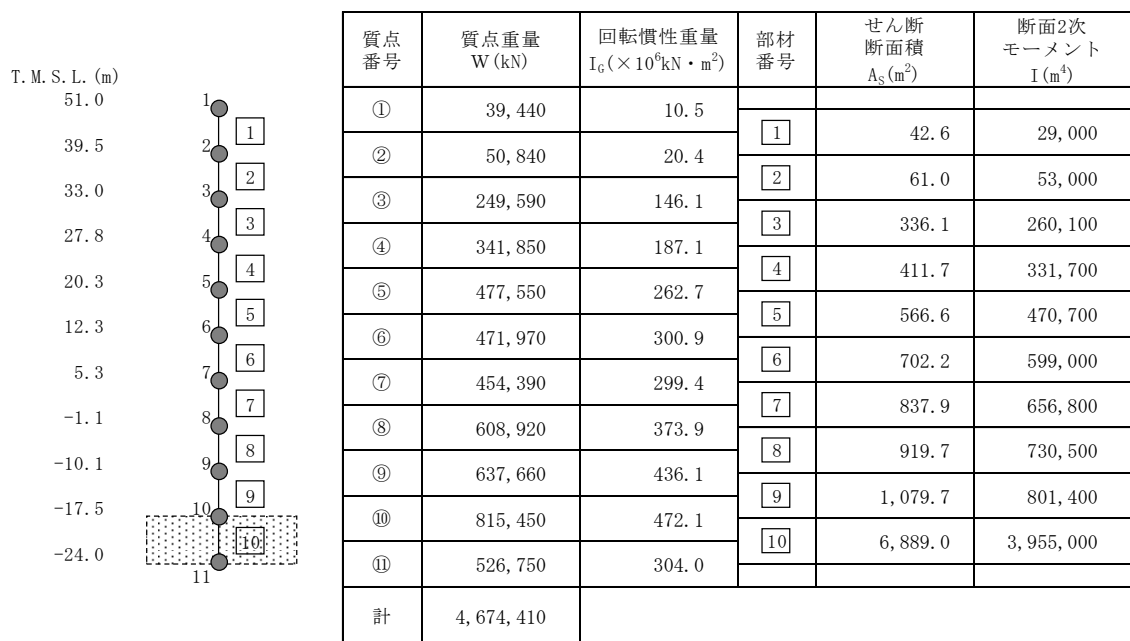 T.M.S.L.(m)
51.0
39.5
33.0
27.8
20.3
12.3
5.3
-1.1
-10.1
-17.5
-24.0
1
2
3
4
5
6
7
8
9
10
11
1
2
3
4
5
6
7
8
9
10
質点
番号
質点重量
W(kN)
回転慣性重量
I_G(×10⁶kN・m²)
部材
番号
せん断
断面積
A_S(m²)
断面2次
モーメント
I(m⁴)
① 39,440 10.5
1 42.6 29,000
② 50,840 20.4
2 61.0 53,000
③ 249,590 146.1
3 336.1 260,100
④ 341,850 187.1
4 411.7 331,700
⑤ 477,550 262.7
5 566.6 470,700
⑥ 471,970 300.9
6 702.2 599,000
⑦ 454,390 299.4
7 837.9 656,800
⑧ 608,920 373.9
8 919.7 730,500
⑨ 637,660 436.1
9 1,079.7 801,400
⑩ 815,450 472.1
10 6,889.0 3,955,000
⑪ 526,750 304.0
計 4,674,410